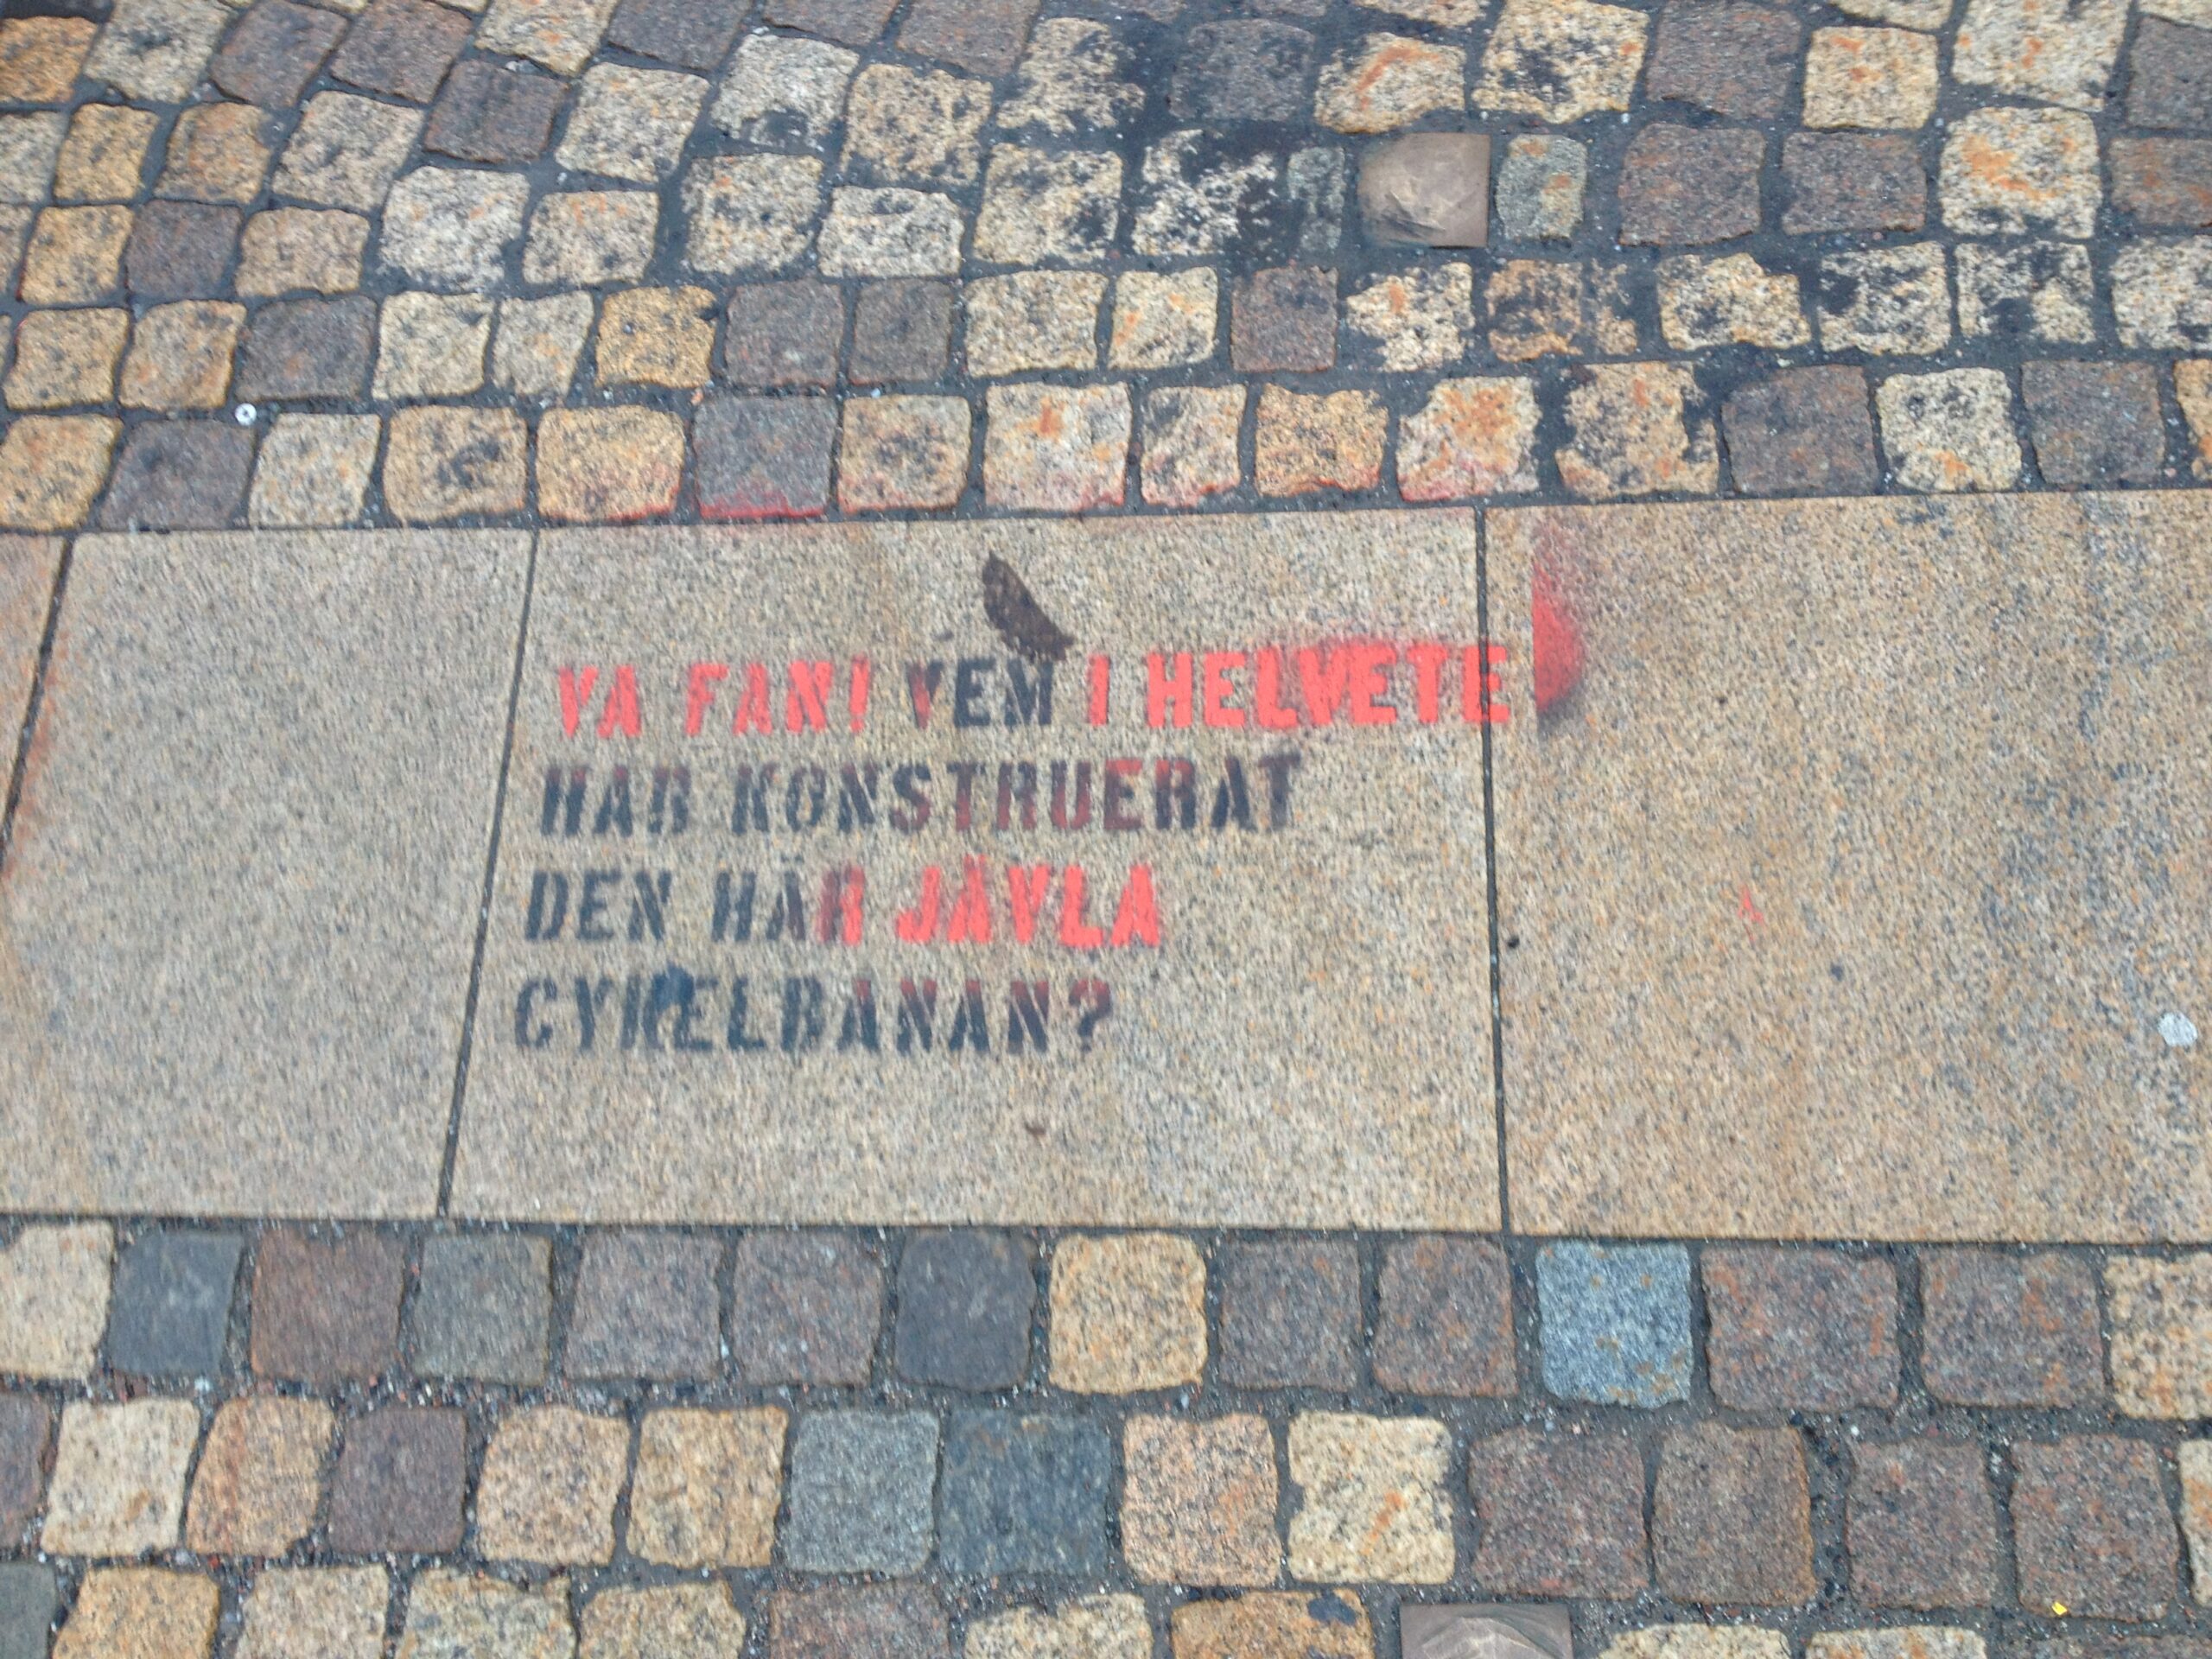 VA FAN! VEM I HELVETE
HAR KONSTRUERAT
DEN HÄR JÄVLA
CYKELBANAN?